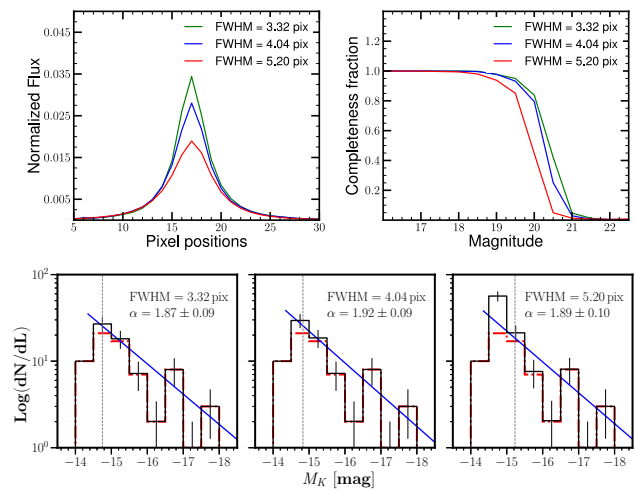 0.050
0.035
0.025
0.015
0.005
Normalized Flux
FWHM = 3.32 pix
FWHM = 4.04 pix
FWHM = 5.20 pix
5 10 15 20 25 30
Pixel positions
1.0
0.8
0.6
0.4
0.2
Completeness fraction
FWHM = 3.32 pix
FWHM = 4.04 pix
FWHM = 5.20 pix
17 18 19 20 21 22
Magnitude
10²
10¹
10⁰
Log(dN/dL)
FWHM = 3.32 pix
α = 1.87 ± 0.09
−14 −15 −16 −17 −18
FWHM = 4.04 pix
α = 1.92 ± 0.09
−14 −15 −16 −17 −18
FWHM = 5.20 pix
α = 1.89 ± 0.10
−14 −15 −16 −17 −18
M_K [mag]